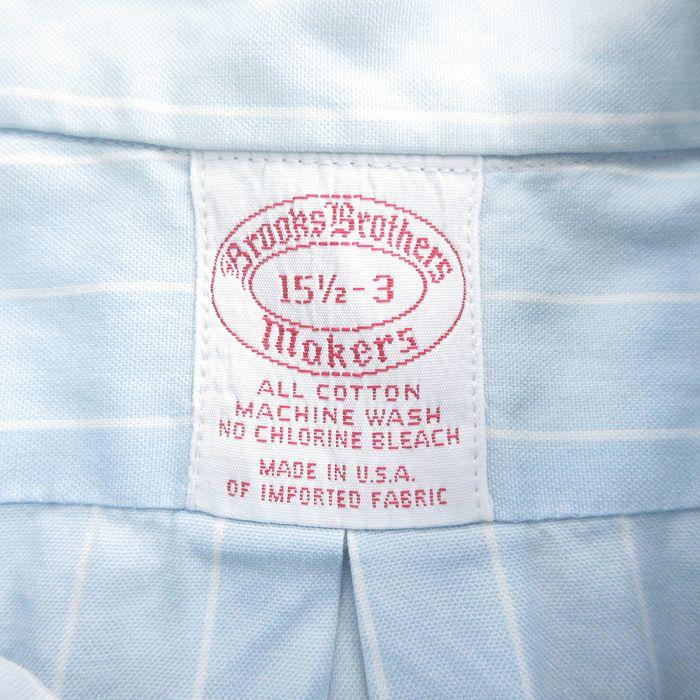 Brooks Brothers
15½-3
Makers
ALL COTTON
MACHINE WASH
NO CHLORINE BLEACH
MADE IN U.S.A.
OF IMPORTED FABRIC